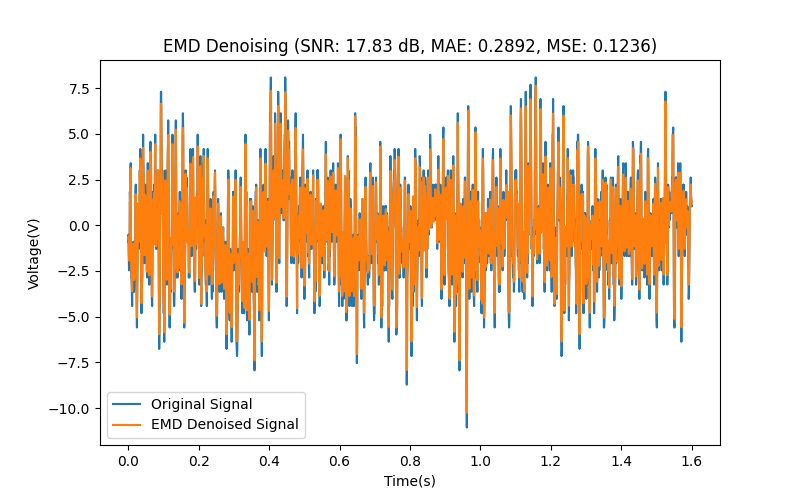 EMD Denoising (SNR: 17.83 dB, MAE: 0.2892, MSE: 0.1236)
7.5
5.0
2.5
0.0
−2.5
−5.0
−7.5
−10.0
Voltage(V)
Original Signal
EMD Denoised Signal
0.0 0.2 0.4 0.6 0.8 1.0 1.2 1.4 1.6
Time(s)